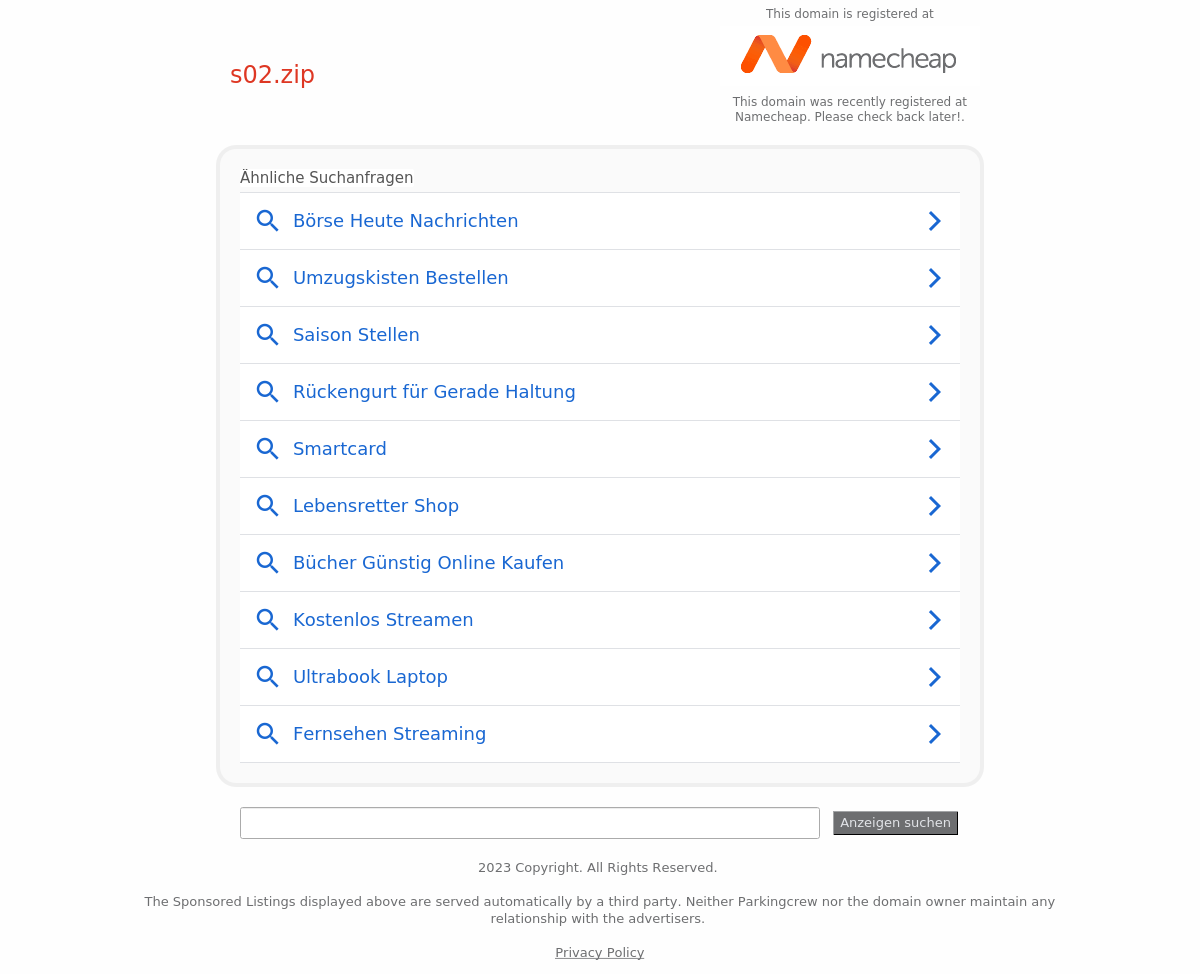 This domain is registered at
namecheap
s02.zip
This domain was recently registered at
Namecheap. Please check back later!.
Ähnliche Suchanfragen
Börse Heute Nachrichten
Umzugskisten Bestellen
Saison Stellen
Rückengurt für Gerade Haltung
Smartcard
Lebensretter Shop
Bücher Günstig Online Kaufen
Kostenlos Streamen
Ultrabook Laptop
Fernsehen Streaming
Anzeigen suchen
2023 Copyright. All Rights Reserved.
The Sponsored Listings displayed above are served automatically by a third party. Neither Parkingcrew nor the domain owner maintain any
relationship with the advertisers.
Privacy Policy